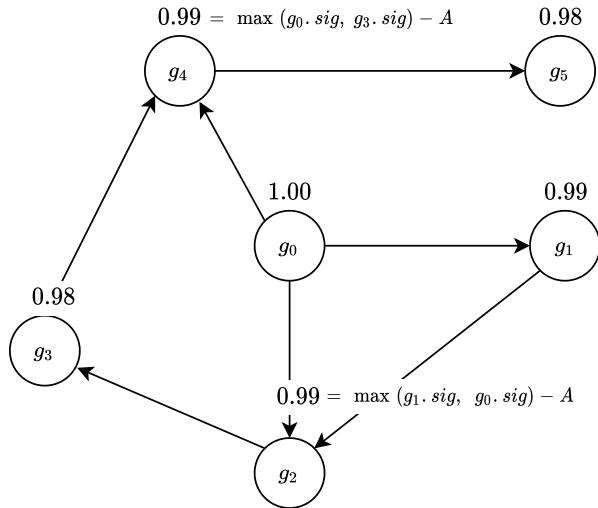 0.99 = max (g₀. sig, g₃. sig) − A
0.98
g₄
g₅
1.00
0.99
g₀
g₁
0.98
g₃
0.99 = max (g₁. sig, g₀. sig) − A
g₂